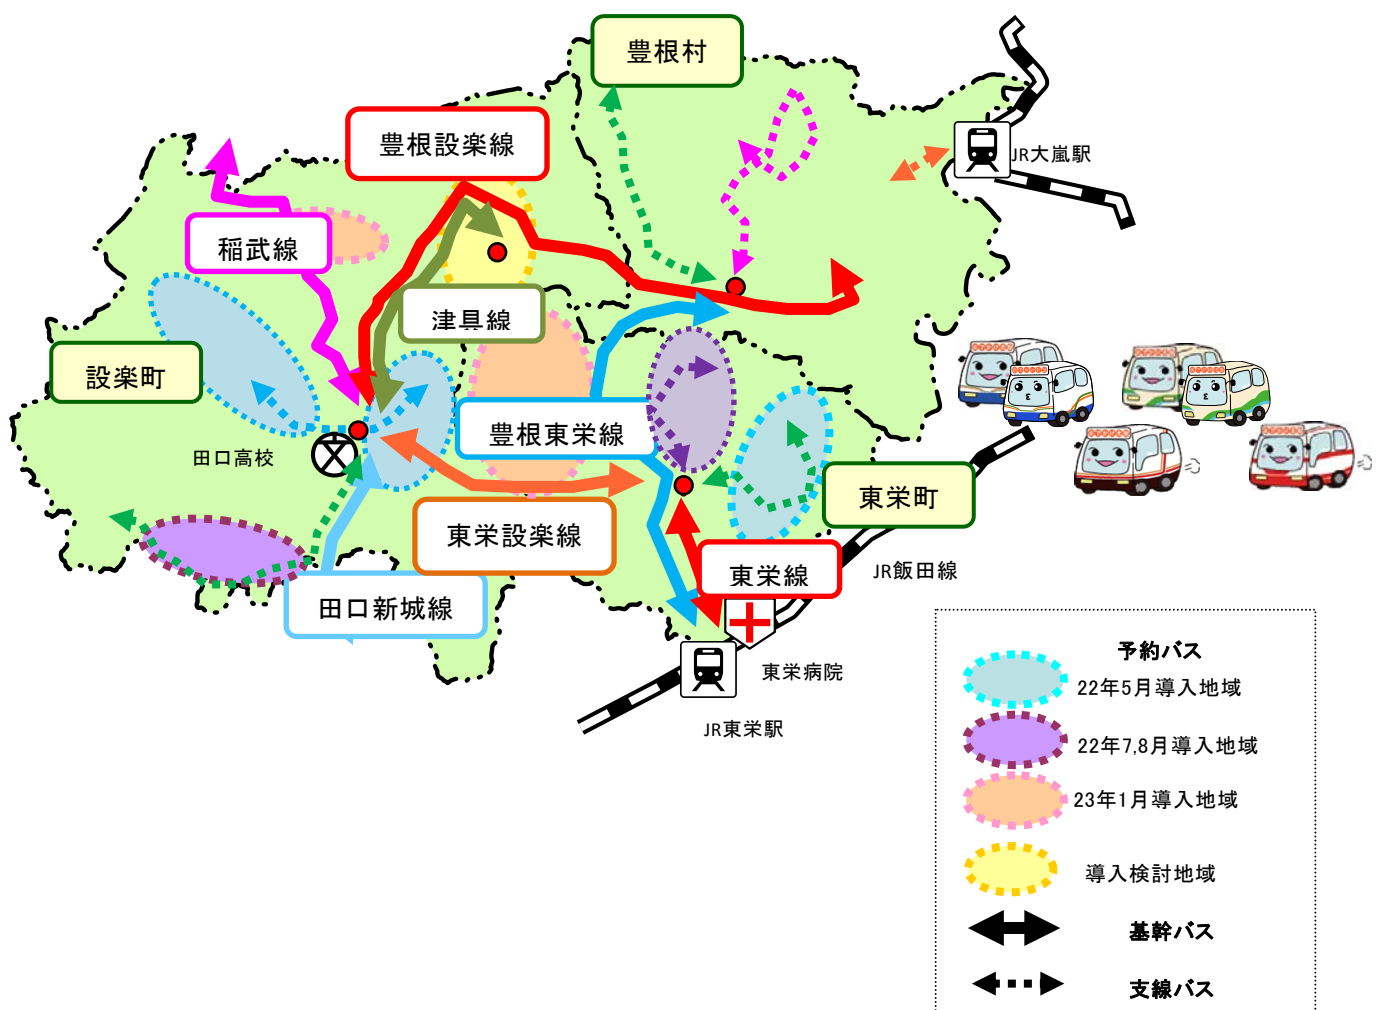 豊根村
豊根設楽線
JR大嵐駅
稲武線
津具線
設楽町
豊根東栄線
田口高校
東栄町
東栄設楽線
東栄線
JR飯田線
田口新城線
東栄病院
JR東栄駅
予約バス
22年5月導入地域
22年7,8月導入地域
23年1月導入地域
導入検討地域
基幹バス
支線バス